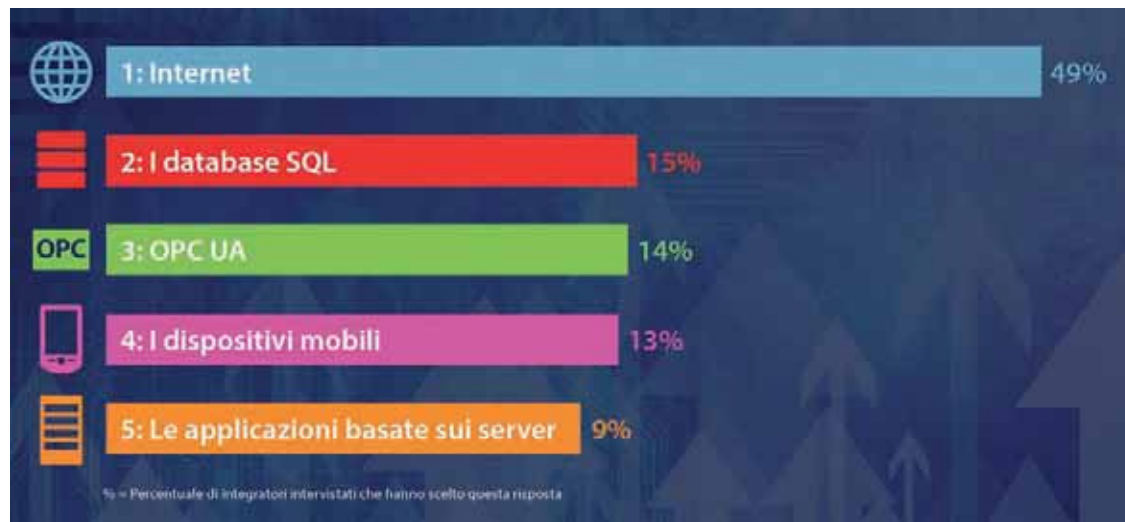 1: Internet 49%
2: I database SQL 15%
OPC 3: OPC UA 14%
4: I dispositivi mobili 13%
5: Le applicazioni basate sui server 9%
% = Percentuale di integratori intervistati che hanno scelto questa risposta